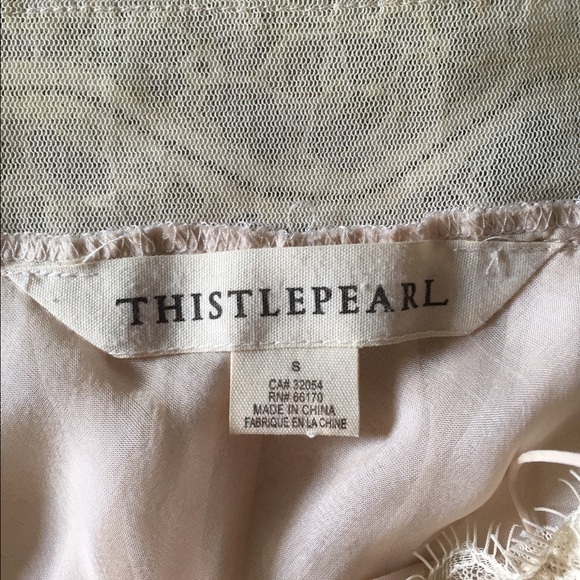 THISTLEPEARL
S
CA# 32054
RN# 66170
MADE IN CHINA
FABRIQUE EN LA CHINE